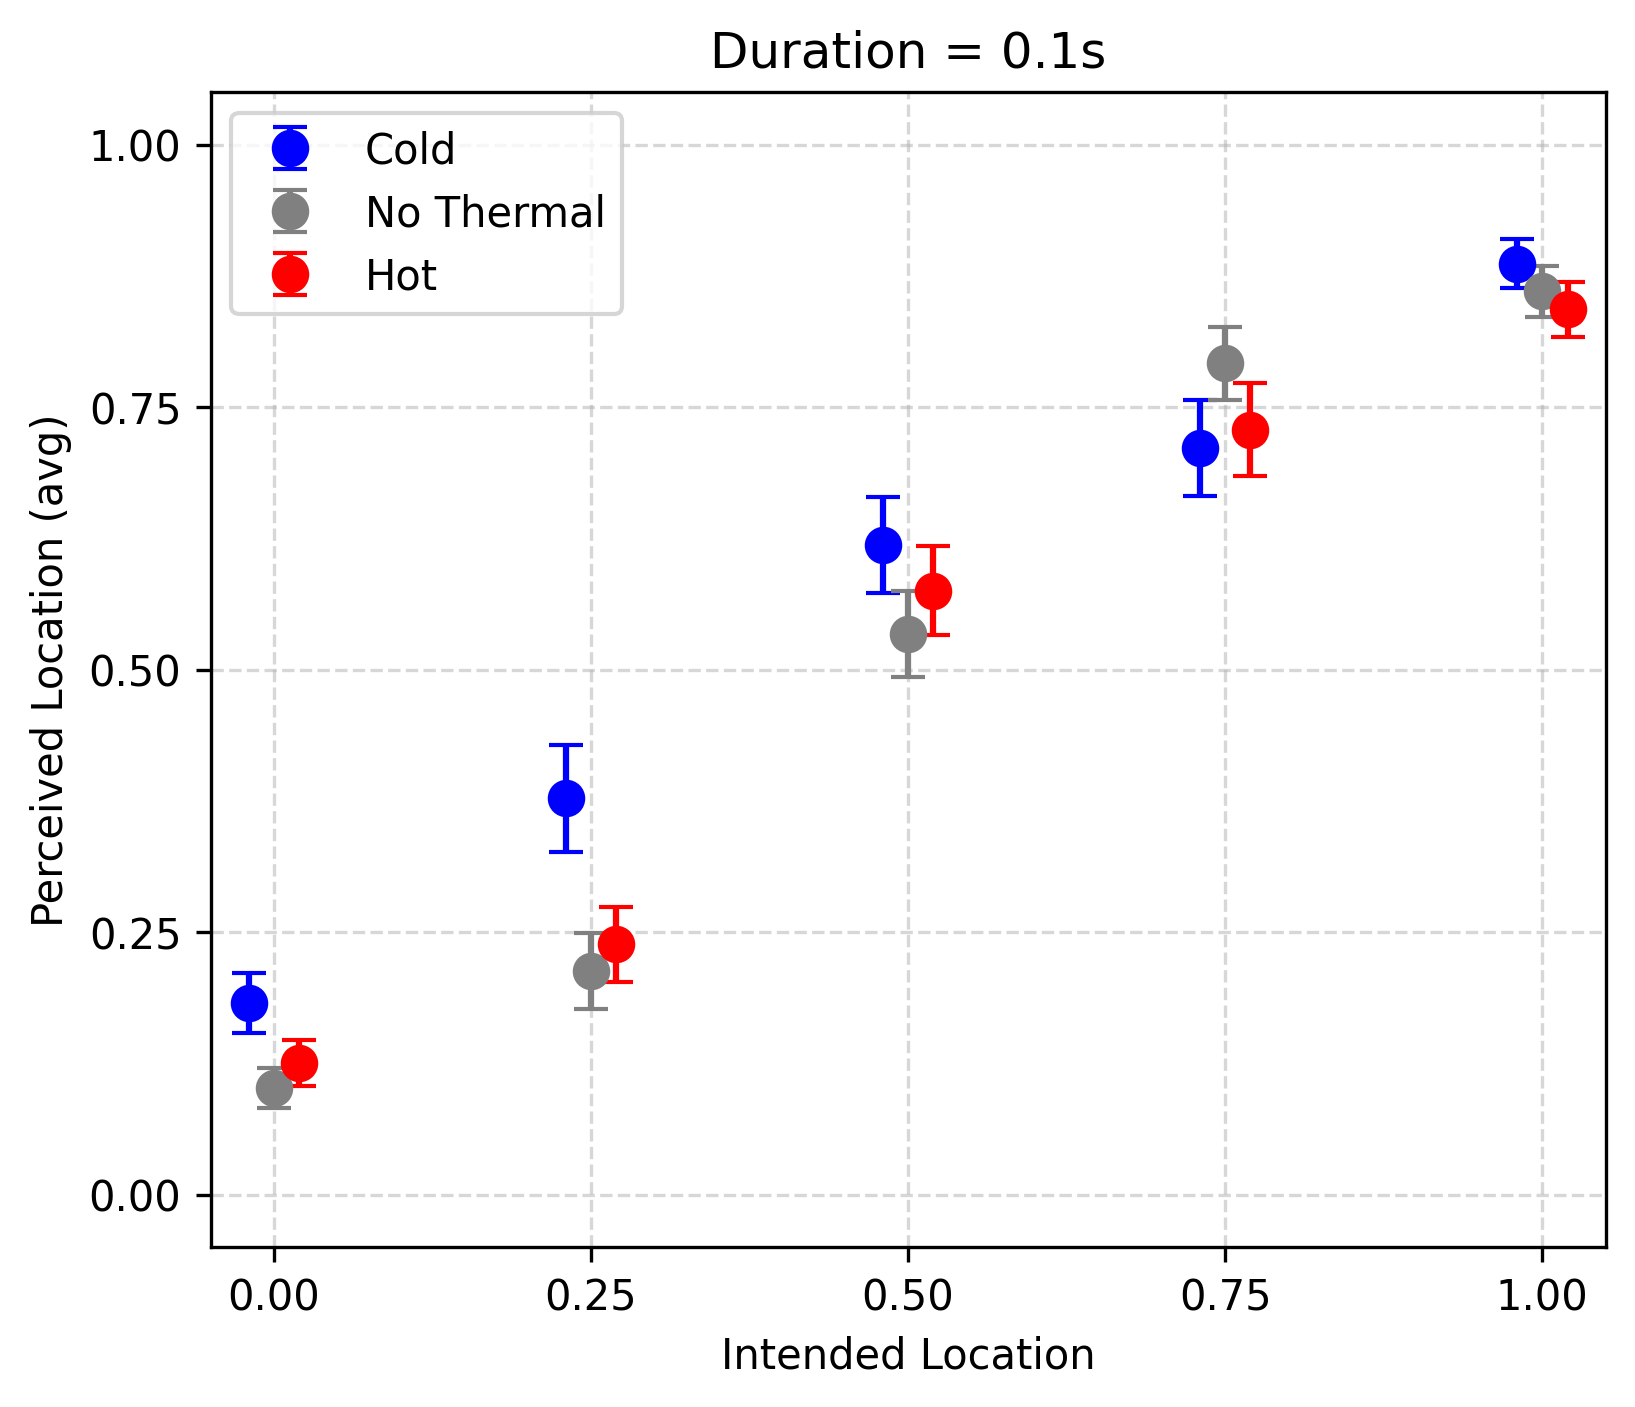 Duration = 0.1s
Cold
No Thermal
Hot
1.00
0.75
0.50
0.25
0.00
Perceived Location (avg)
0.00 0.25 0.50 0.75 1.00
Intended Location